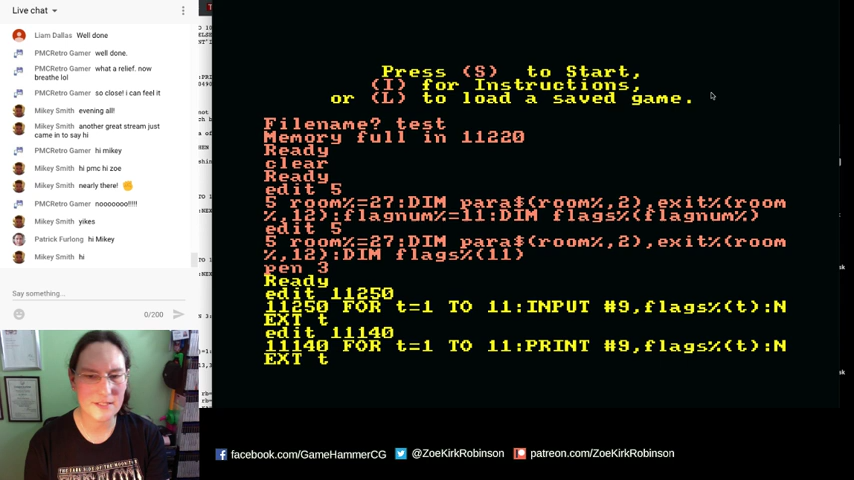 Live chat
Liam Dallas Well done
PMCRetro Gamer well done.
PMCRetro Gamer what a relief. now
breathe lol
PMCRetro Gamer so close! i can feel it
Mikey Smith evening all!
Mikey Smith another great stream just
came in to say hi
PMCRetro Gamer hi mikey
Mikey Smith hi pmc hi zoe
Mikey Smith nearly there!
PMCRetro Gamer nooooooo!!!!
Mikey Smith yikes
Patrick Furlong hi Mikey
Mikey Smith hi
Say something...
0/200
Press (S) to Start,
(I) for Instructions,
or (L) to load a saved game.
Filename? test
Memory full in 11220
Ready
clear
Ready
edit 5
5 room%=27:DIM para$(room%,2),exit%(room
%,12):flagnum%=11:DIM flags%(flagnum%)
edit 5
5 room%=27:DIM para$(room%,2),exit%(room
%,12):DIM flags%(11)
pen 3
Ready
edit 11250
11250 FOR t=1 TO 11:INPUT #9,flags%(t):N
EXT t
edit 11140
11140 FOR t=1 TO 11:PRINT #9,flags%(t):N
EXT t
facebook.com/GameHammerCG @ZoeKirkRobinson patreon.com/ZoeKirkRobinson